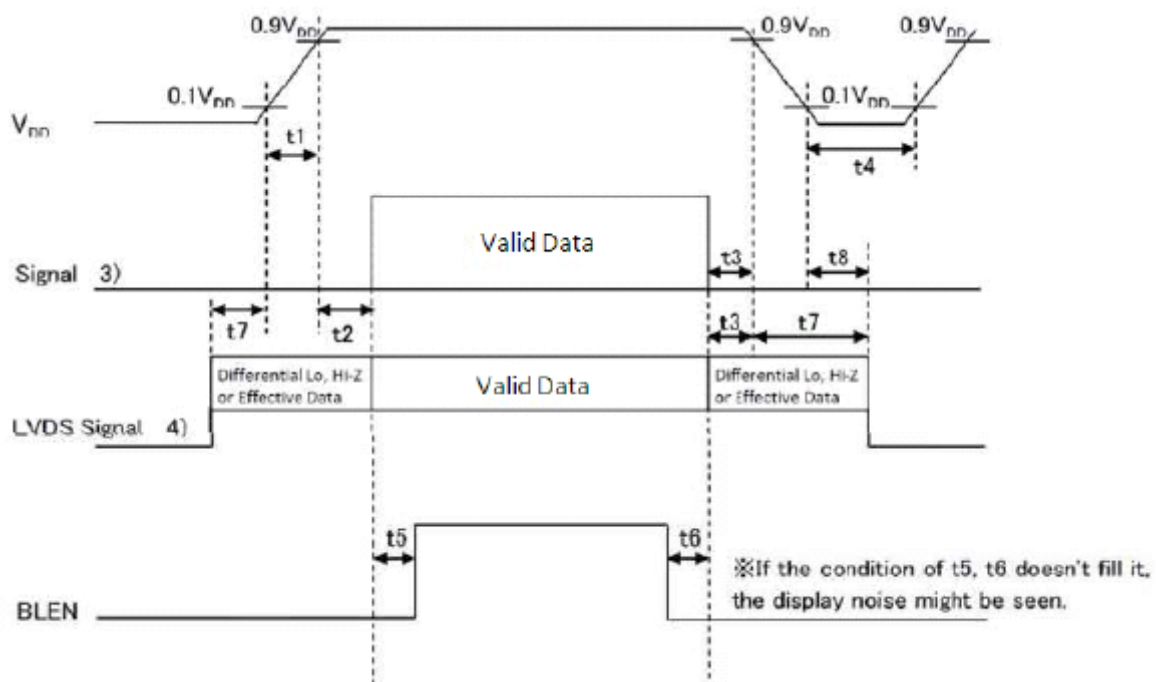 0.9VDD
0.9VDD
0.9VDD
0.1VDD
0.1VDD
VDD
t1
t4
Valid Data
Signal 3)
t3
t8
t7
t2
t3
t7
Differential Lo, Hi-Z
or Effective Data
Valid Data
Differential Lo, Hi-Z
or Effective Data
LVDS Signal 4)
t5
t6
BLEN
※If the condition of t5, t6 doesn't fill it,
the display noise might be seen.